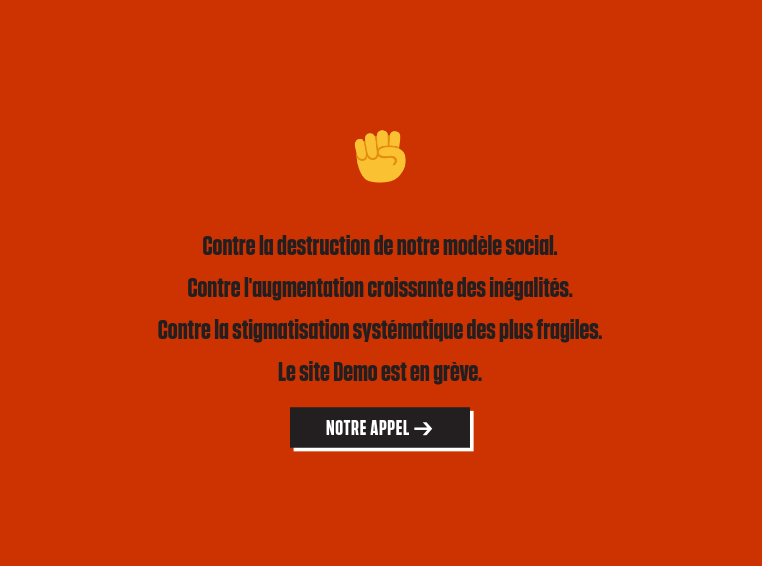 Contre la destruction de notre modèle social.
Contre l'augmentation croissante des inégalités.
Contre la stigmatisation systématique des plus fragiles.
Le site Demo est en grève.
NOTRE APPEL →